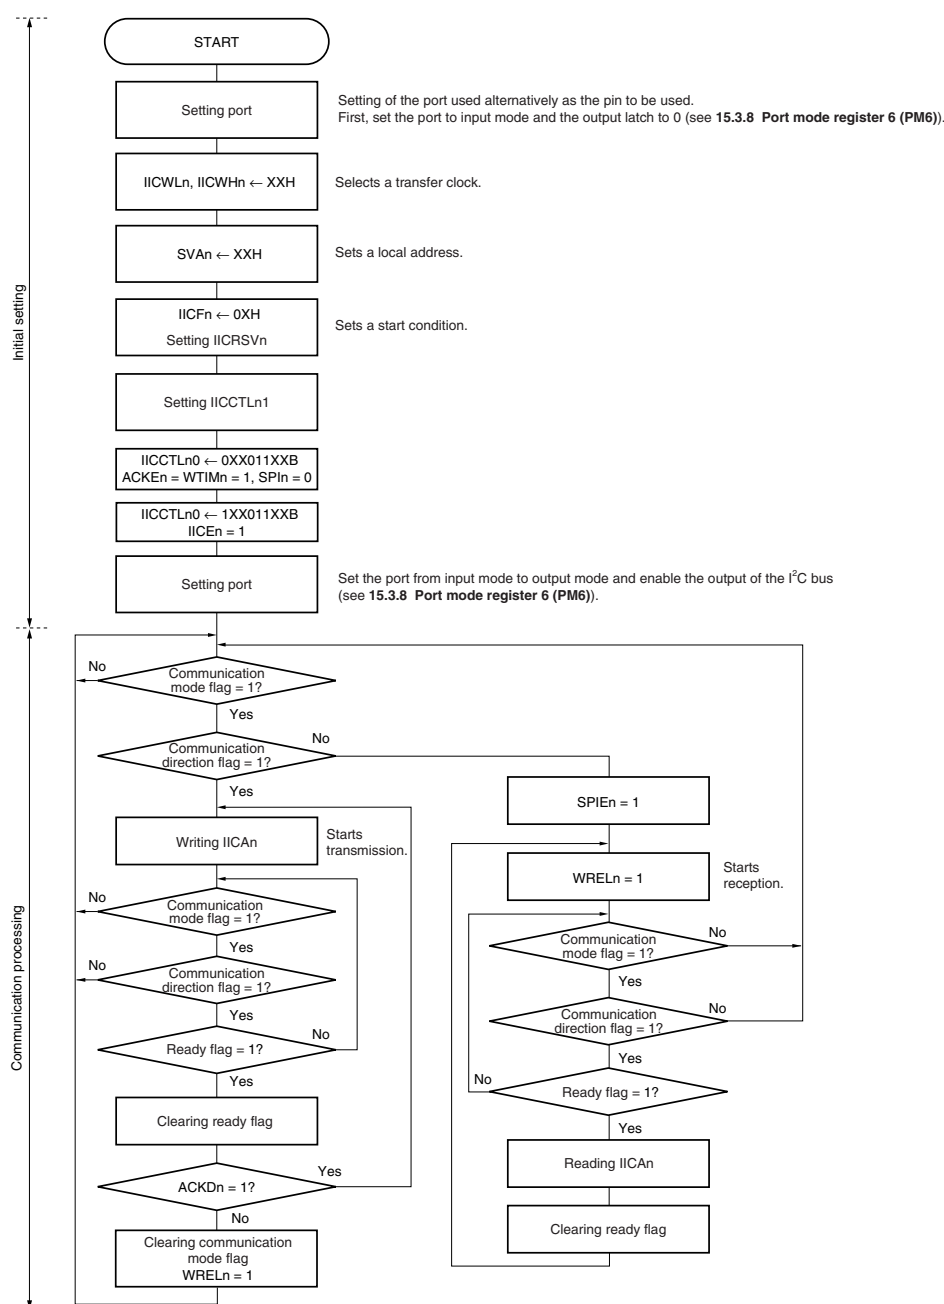 START
Setting port
Setting of the port used alternatively as the pin to be used.
First, set the port to input mode and the output latch to 0 (see 15.3.8 Port mode register 6 (PM6)).
IICWLn, IICWHn ← XXH
Selects a transfer clock.
SVAn ← XXH
Sets a local address.
IICFn ← 0XH
Setting IICRSVn
Sets a start condition.
Initial setting
Setting IICCTLn1
IICCTLn0 ← 0XX011XXB
ACKEn = WTIMn = 1, SPIn = 0
IICCTLn0 ← 1XX011XXB
IICEn = 1
Setting port
Set the port from input mode to output mode and enable the output of the I²C bus
(see 15.3.8 Port mode register 6 (PM6)).
No
Communication
mode flag = 1?
Yes
Communication
direction flag = 1?
No
Yes
Writing IICAn
Starts
transmission.
No
Communication
mode flag = 1?
Yes
No
Communication
direction flag = 1?
Yes
Ready flag = 1?
No
Yes
Clearing ready flag
Yes
ACKDn = 1?
No
Clearing communication
mode flag
WRELn = 1
Communication processing
SPIEn = 1
WRELn = 1
Starts
reception.
Communication
mode flag = 1?
No
Yes
Communication
direction flag = 1?
No
Yes
No
Ready flag = 1?
Yes
Reading IICAn
Clearing ready flag